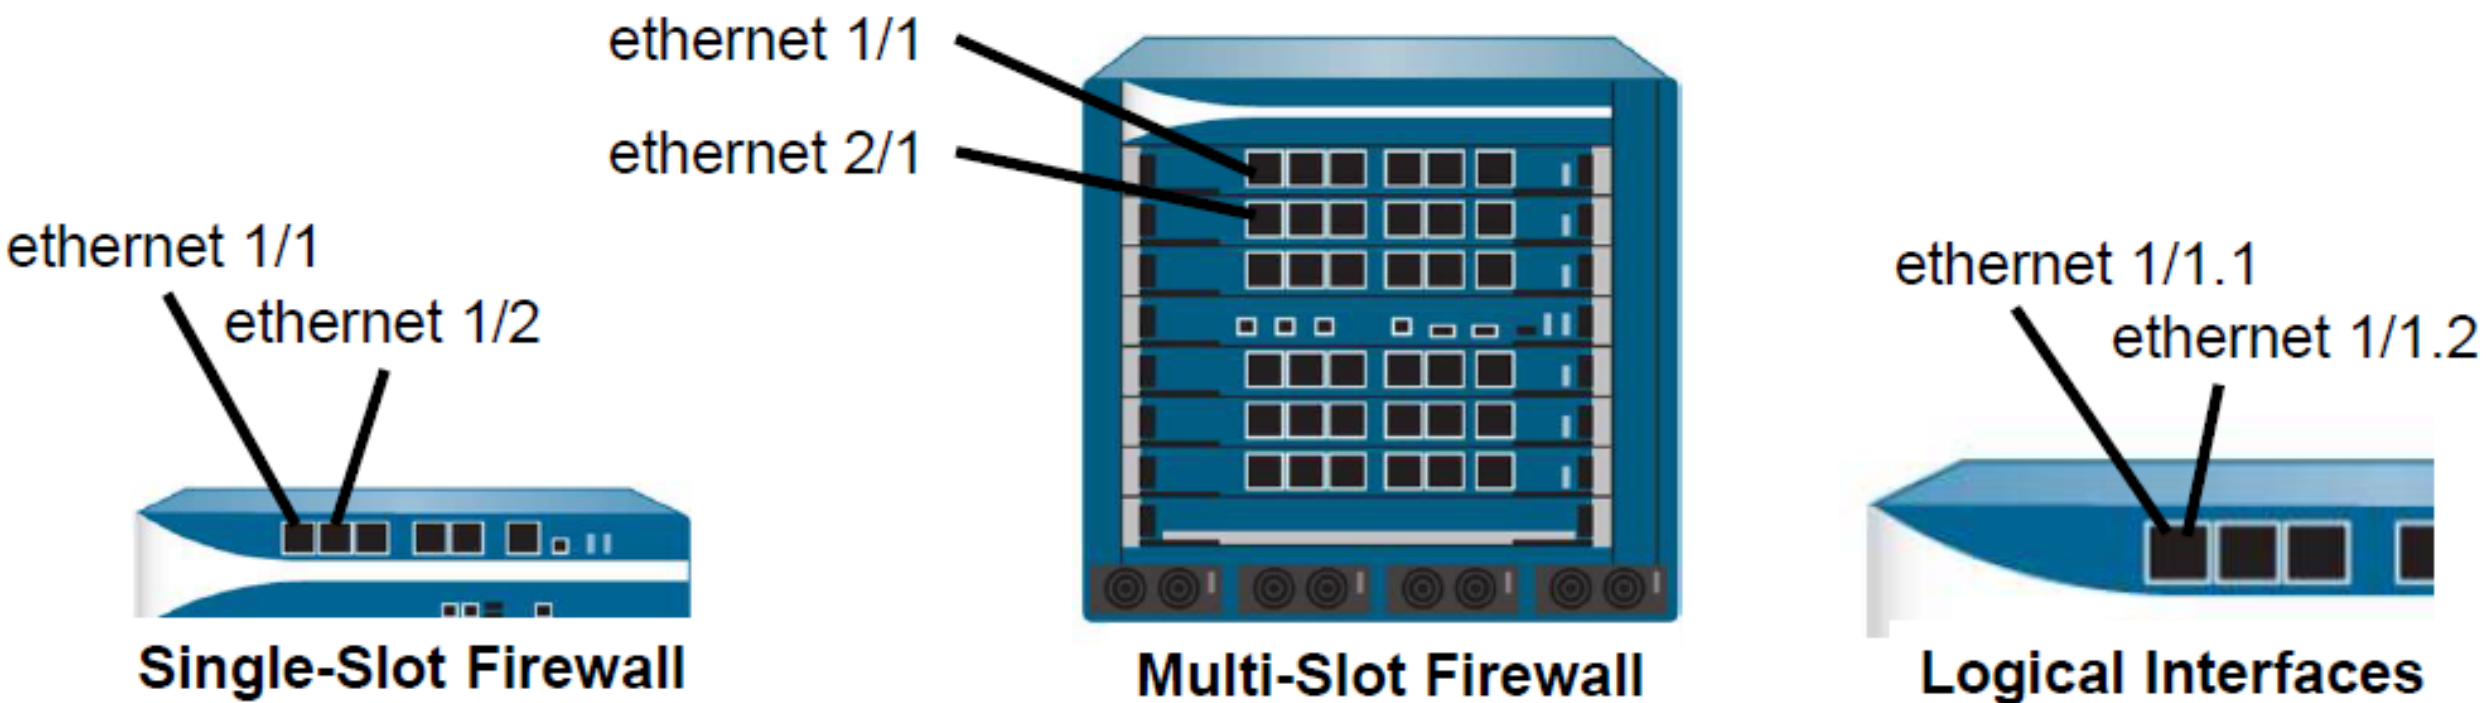 ethernet 1/1
ethernet 1/2
Single-Slot Firewall
ethernet 1/1
ethernet 2/1
Multi-Slot Firewall
ethernet 1/1.1
ethernet 1/1.2
Logical Interfaces